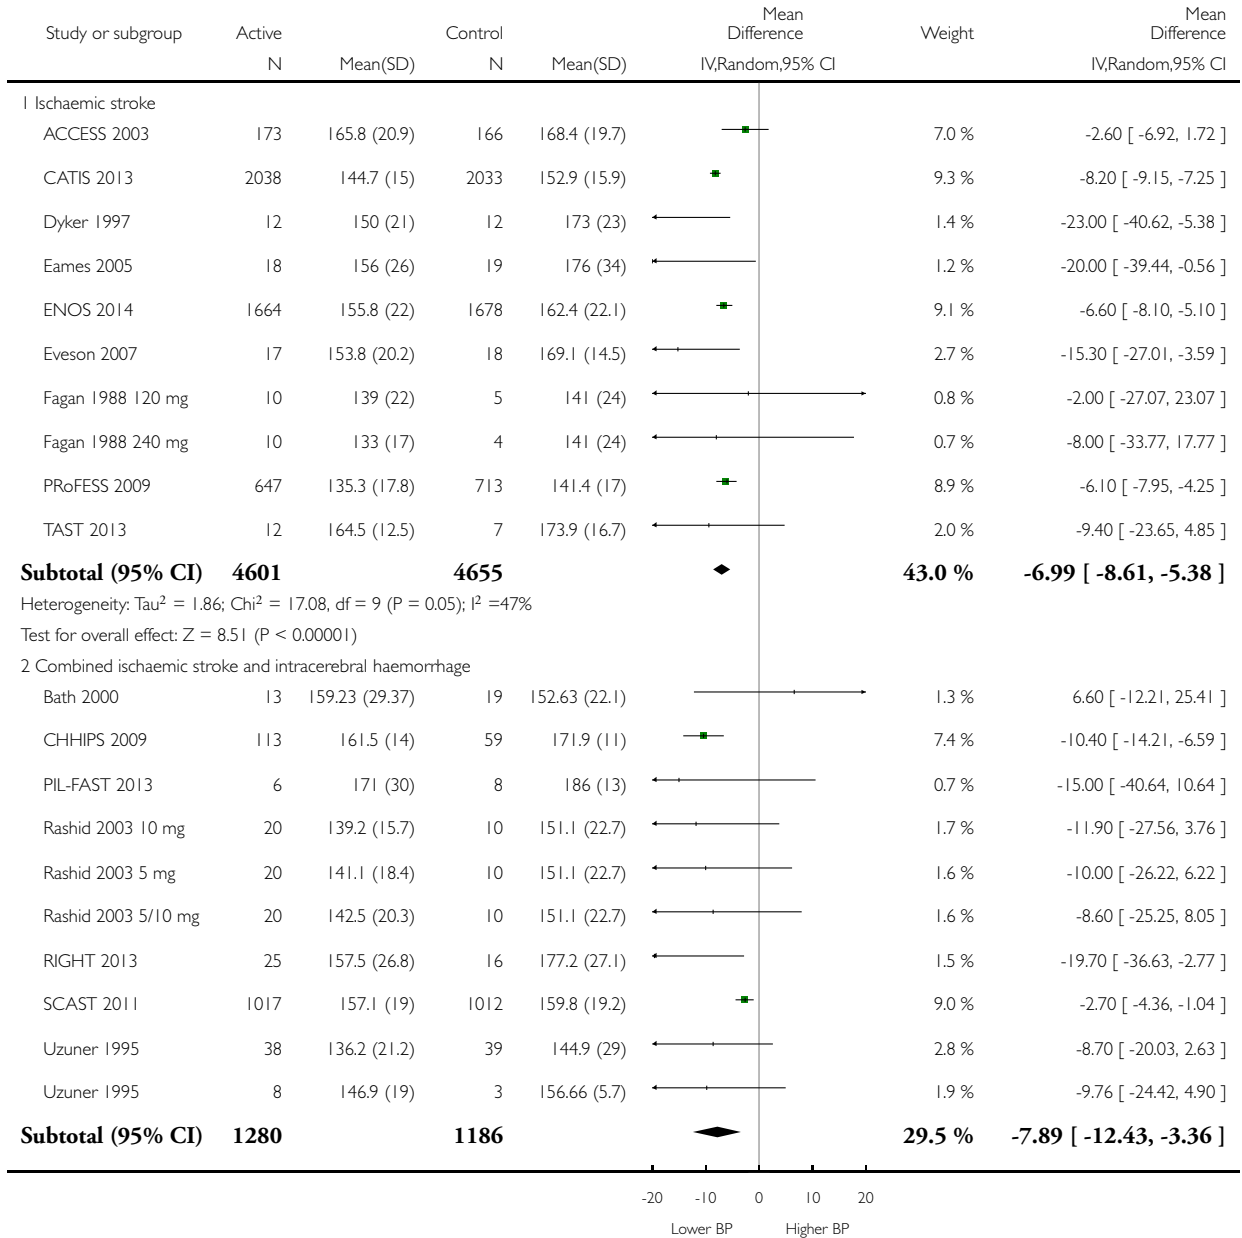 Study or subgroup Active Control Mean Difference Weight Mean Difference
N Mean(SD) N Mean(SD) IV,Random,95% CI IV,Random,95% CI
1 Ischaemic stroke
ACCESS 2003 173 165.8 (20.9) 166 168.4 (19.7) 7.0 % -2.60 [ -6.92, 1.72 ]
CATIS 2013 2038 144.7 (15) 2033 152.9 (15.9) 9.3 % -8.20 [ -9.15, -7.25 ]
Dyker 1997 12 150 (21) 12 173 (23) 1.4 % -23.00 [ -40.62, -5.38 ]
Eames 2005 18 156 (26) 19 176 (34) 1.2 % -20.00 [ -39.44, -0.56 ]
ENOS 2014 1664 155.8 (22) 1678 162.4 (22.1) 9.1 % -6.60 [ -8.10, -5.10 ]
Eveson 2007 17 153.8 (20.2) 18 169.1 (14.5) 2.7 % -15.30 [ -27.01, -3.59 ]
Fagan 1988 120 mg 10 139 (22) 5 141 (24) 0.8 % -2.00 [ -27.07, 23.07 ]
Fagan 1988 240 mg 10 133 (17) 4 141 (24) 0.7 % -8.00 [ -33.77, 17.77 ]
PRoFESS 2009 647 135.3 (17.8) 713 141.4 (17) 8.9 % -6.10 [ -7.95, -4.25 ]
TAST 2013 12 164.5 (12.5) 7 173.9 (16.7) 2.0 % -9.40 [ -23.65, 4.85 ]
Subtotal (95% CI) 4601 4655 43.0 % -6.99 [ -8.61, -5.38 ]
Heterogeneity: Tau² = 1.86; Chi² = 17.08, df = 9 (P = 0.05); I² =47%
Test for overall effect: Z = 8.51 (P < 0.00001)
2 Combined ischaemic stroke and intracerebral haemorrhage
Bath 2000 13 159.23 (29.37) 19 152.63 (22.1) 1.3 % 6.60 [ -12.21, 25.41 ]
CHHIPS 2009 113 161.5 (14) 59 171.9 (11) 7.4 % -10.40 [ -14.21, -6.59 ]
PIL-FAST 2013 6 171 (30) 8 186 (13) 0.7 % -15.00 [ -40.64, 10.64 ]
Rashid 2003 10 mg 20 139.2 (15.7) 10 151.1 (22.7) 1.7 % -11.90 [ -27.56, 3.76 ]
Rashid 2003 5 mg 20 141.1 (18.4) 10 151.1 (22.7) 1.6 % -10.00 [ -26.22, 6.22 ]
Rashid 2003 5/10 mg 20 142.5 (20.3) 10 151.1 (22.7) 1.6 % -8.60 [ -25.25, 8.05 ]
RIGHT 2013 25 157.5 (26.8) 16 177.2 (27.1) 1.5 % -19.70 [ -36.63, -2.77 ]
SCAST 2011 1017 157.1 (19) 1012 159.8 (19.2) 9.0 % -2.70 [ -4.36, -1.04 ]
Uzuner 1995 38 136.2 (21.2) 39 144.9 (29) 2.8 % -8.70 [ -20.03, 2.63 ]
Uzuner 1995 8 146.9 (19) 3 156.66 (5.7) 1.9 % -9.76 [ -24.42, 4.90 ]
Subtotal (95% CI) 1280 1186 29.5 % -7.89 [ -12.43, -3.36 ]
-20 -10 0 10 20
Lower BP Higher BP